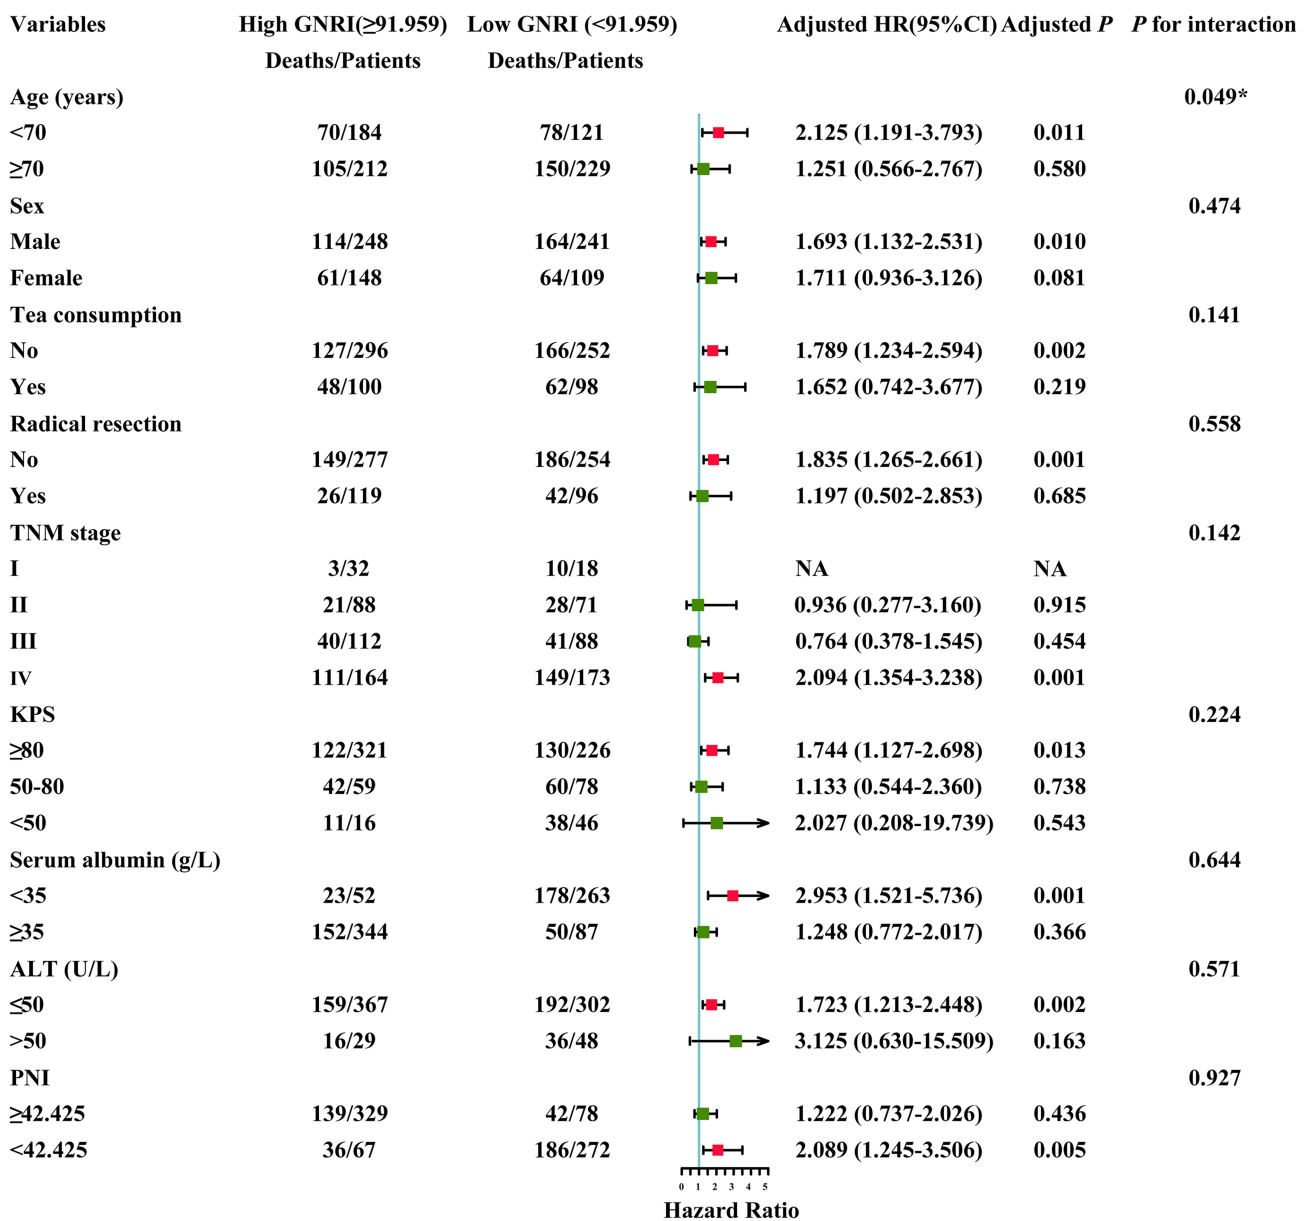 Variables High GNRI(≥91.959) Low GNRI (<91.959) Adjusted HR(95%CI) Adjusted P P for interaction
Deaths/Patients Deaths/Patients
Age (years) 0.049*
<70 70/184 78/121 2.125 (1.191-3.793) 0.011
≥70 105/212 150/229 1.251 (0.566-2.767) 0.580
Sex 0.474
Male 114/248 164/241 1.693 (1.132-2.531) 0.010
Female 61/148 64/109 1.711 (0.936-3.126) 0.081
Tea consumption 0.141
No 127/296 166/252 1.789 (1.234-2.594) 0.002
Yes 48/100 62/98 1.652 (0.742-3.677) 0.219
Radical resection 0.558
No 149/277 186/254 1.835 (1.265-2.661) 0.001
Yes 26/119 42/96 1.197 (0.502-2.853) 0.685
TNM stage 0.142
I 3/32 10/18 NA NA
II 21/88 28/71 0.936 (0.277-3.160) 0.915
III 40/112 41/88 0.764 (0.378-1.545) 0.454
IV 111/164 149/173 2.094 (1.354-3.238) 0.001
KPS 0.224
≥80 122/321 130/226 1.744 (1.127-2.698) 0.013
50-80 42/59 60/78 1.133 (0.544-2.360) 0.738
<50 11/16 38/46 2.027 (0.208-19.739) 0.543
Serum albumin (g/L) 0.644
<35 23/52 178/263 2.953 (1.521-5.736) 0.001
≥35 152/344 50/87 1.248 (0.772-2.017) 0.366
ALT (U/L) 0.571
≤50 159/367 192/302 1.723 (1.213-2.448) 0.002
>50 16/29 36/48 3.125 (0.630-15.509) 0.163
PNI 0.927
≥42.425 139/329 42/78 1.222 (0.737-2.026) 0.436
<42.425 36/67 186/272 2.089 (1.245-3.506) 0.005
0 1 2 3 4 5
Hazard Ratio